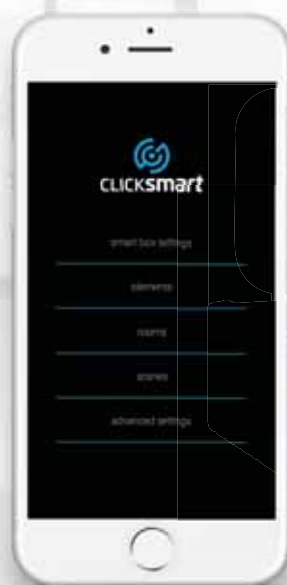 CLICKsmart
smart box settings
elements
rooms
scenes
advanced settings